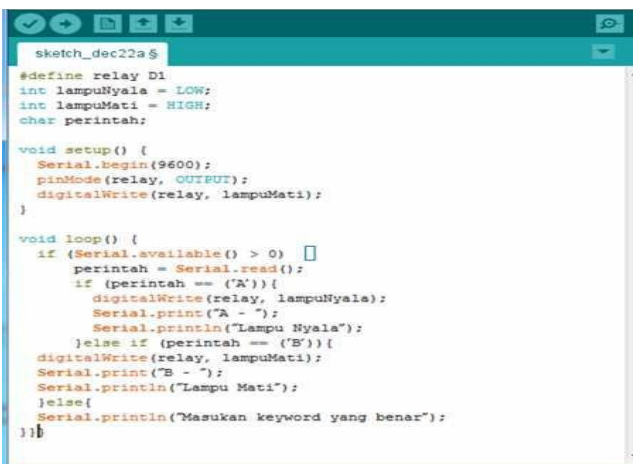 sketch_dec22a §
#define relay D1
int lampuNyala = LOW;
int lampuMati = HIGH;
char perintah;
void setup() {
Serial.begin(9600);
pinMode(relay, OUTPUT);
digitalWrite(relay, lampuMati);
}
void loop() {
if (Serial.available() > 0) {
perintah = Serial.read();
if (perintah == ('A')){
digitalWrite(relay, lampuNyala);
Serial.print("A - ");
Serial.println("Lampu Nyala");
}else if (perintah == ('B')){
digitalWrite(relay, lampuMati);
Serial.print("B - ");
Serial.println("Lampu Mati");
}else{
Serial.println("Masukan keyword yang benar");
}}}